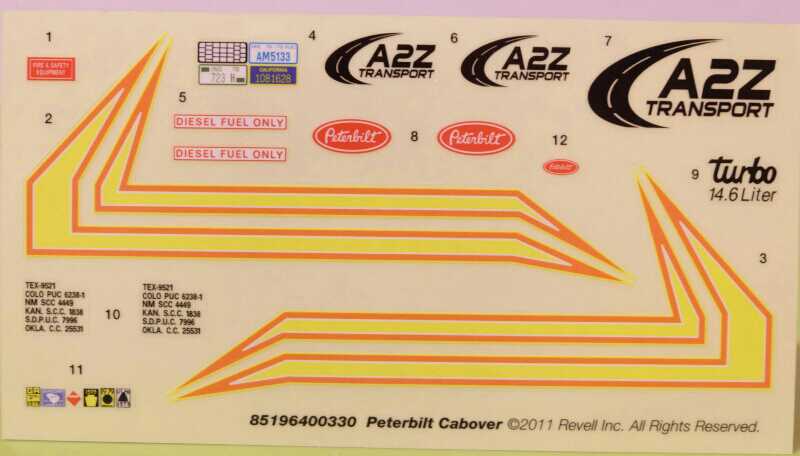 1
FIRE & SAFETY
EQUIPMENT
AM5133
723 H
CALIFORNIA
1081628
4
A2Z
TRANSPORT
6
A2Z
TRANSPORT
7
A2Z
TRANSPORT
2
5
DIESEL FUEL ONLY
DIESEL FUEL ONLY
Peterbilt
8
Peterbilt
12
Peterbilt
9
turbo
14.6 Liter
3
TEX-9521
COLO PUC 6238-1
NM SCC 4449
KAN. S.C.C. 1838
S.D.P.U.C. 7996
OKLA. C.C. 25531
10
TEX-9521
COLO PUC 6238-1
NM SCC 4449
KAN. S.C.C. 1838
S.D.P.U.C. 7996
OKLA. C.C. 25531
11
85196400330 Peterbilt Cabover ©2011 Revell Inc. All Rights Reserved.